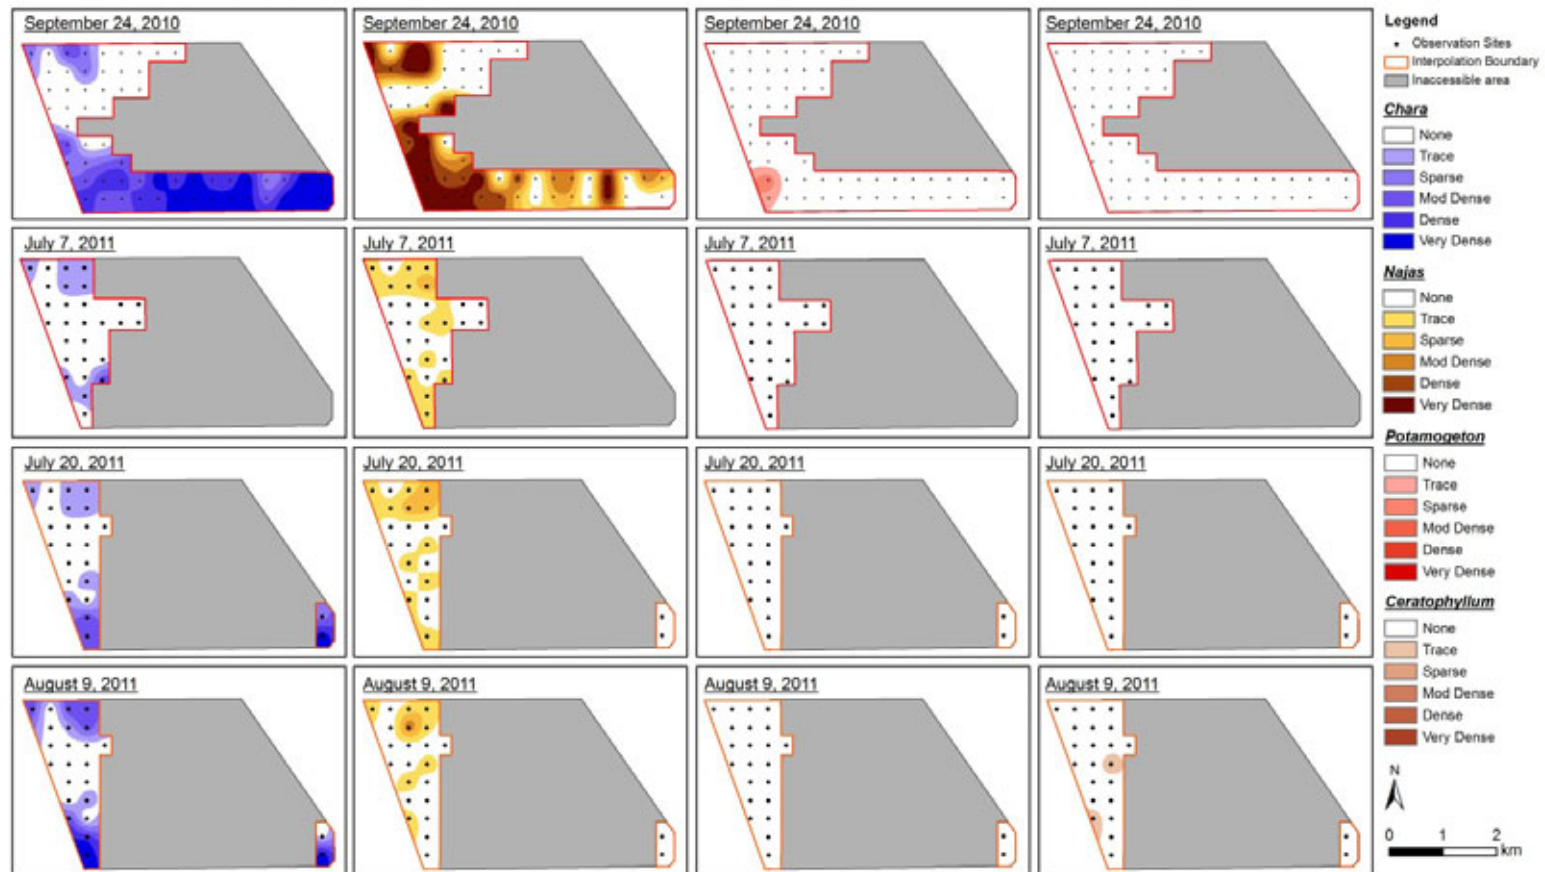 September 24, 2010
September 24, 2010
September 24, 2010
September 24, 2010
July 7, 2011
July 7, 2011
July 7, 2011
July 7, 2011
July 20, 2011
July 20, 2011
July 20, 2011
July 20, 2011
August 9, 2011
August 9, 2011
August 9, 2011
August 9, 2011
Legend
Observation Sites
Interpolation Boundary
Inaccessible area
Chara
None
Trace
Sparse
Mod Dense
Dense
Very Dense
Najas
None
Trace
Sparse
Mod Dense
Dense
Very Dense
Potamogeton
None
Trace
Sparse
Mod Dense
Dense
Very Dense
Ceratophyllum
None
Trace
Sparse
Mod Dense
Dense
Very Dense
N
0 1 2
km